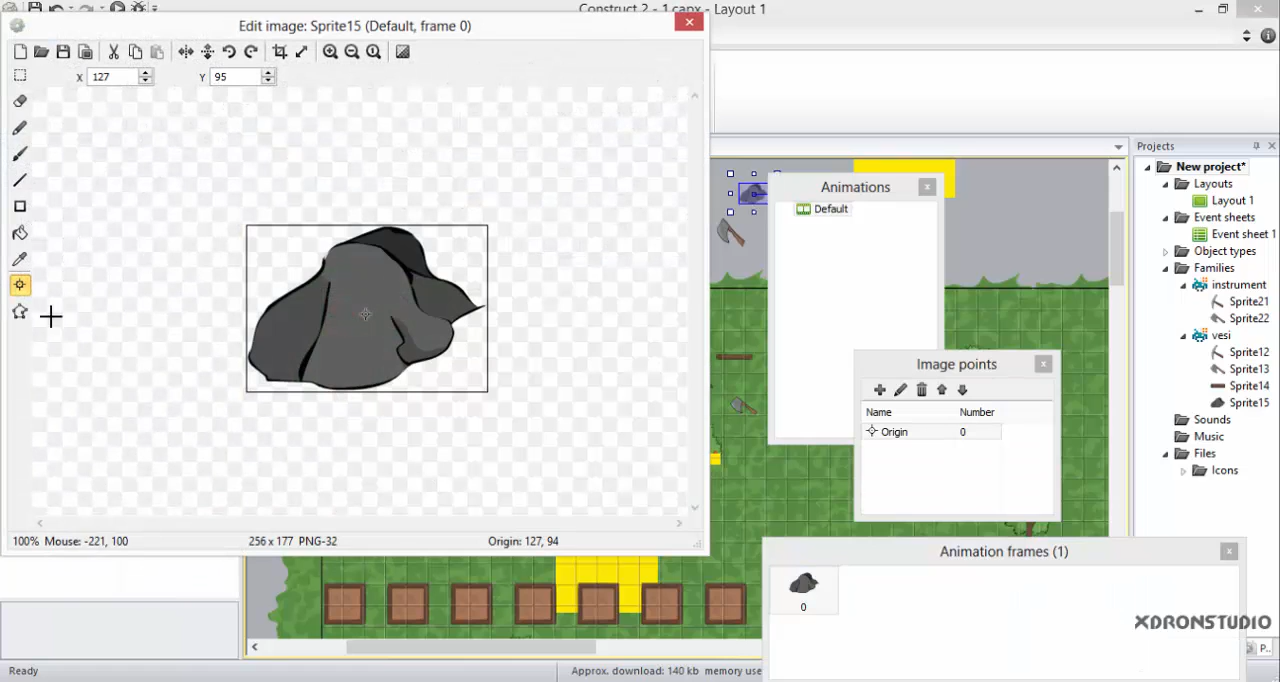 Construct 2 - 1.capx - Layout 1
Edit image: Sprite15 (Default, frame 0)
X 127
Y 95
Projects
New project*
Layouts
Layout 1
Event sheets
Event sheet 1
Object types
Families
instrument
Sprite21
Sprite22
vesi
Sprite12
Sprite13
Sprite14
Sprite15
Sounds
Music
Files
Icons
Animations
Default
Image points
Name Number
Origin 0
100% Mouse: -221, 100
256 x 177 PNG-32
Origin: 127, 94
Animation frames (1)
0
XDRONSTUDIO
P...
Ready
Approx. download: 140 kb memory use